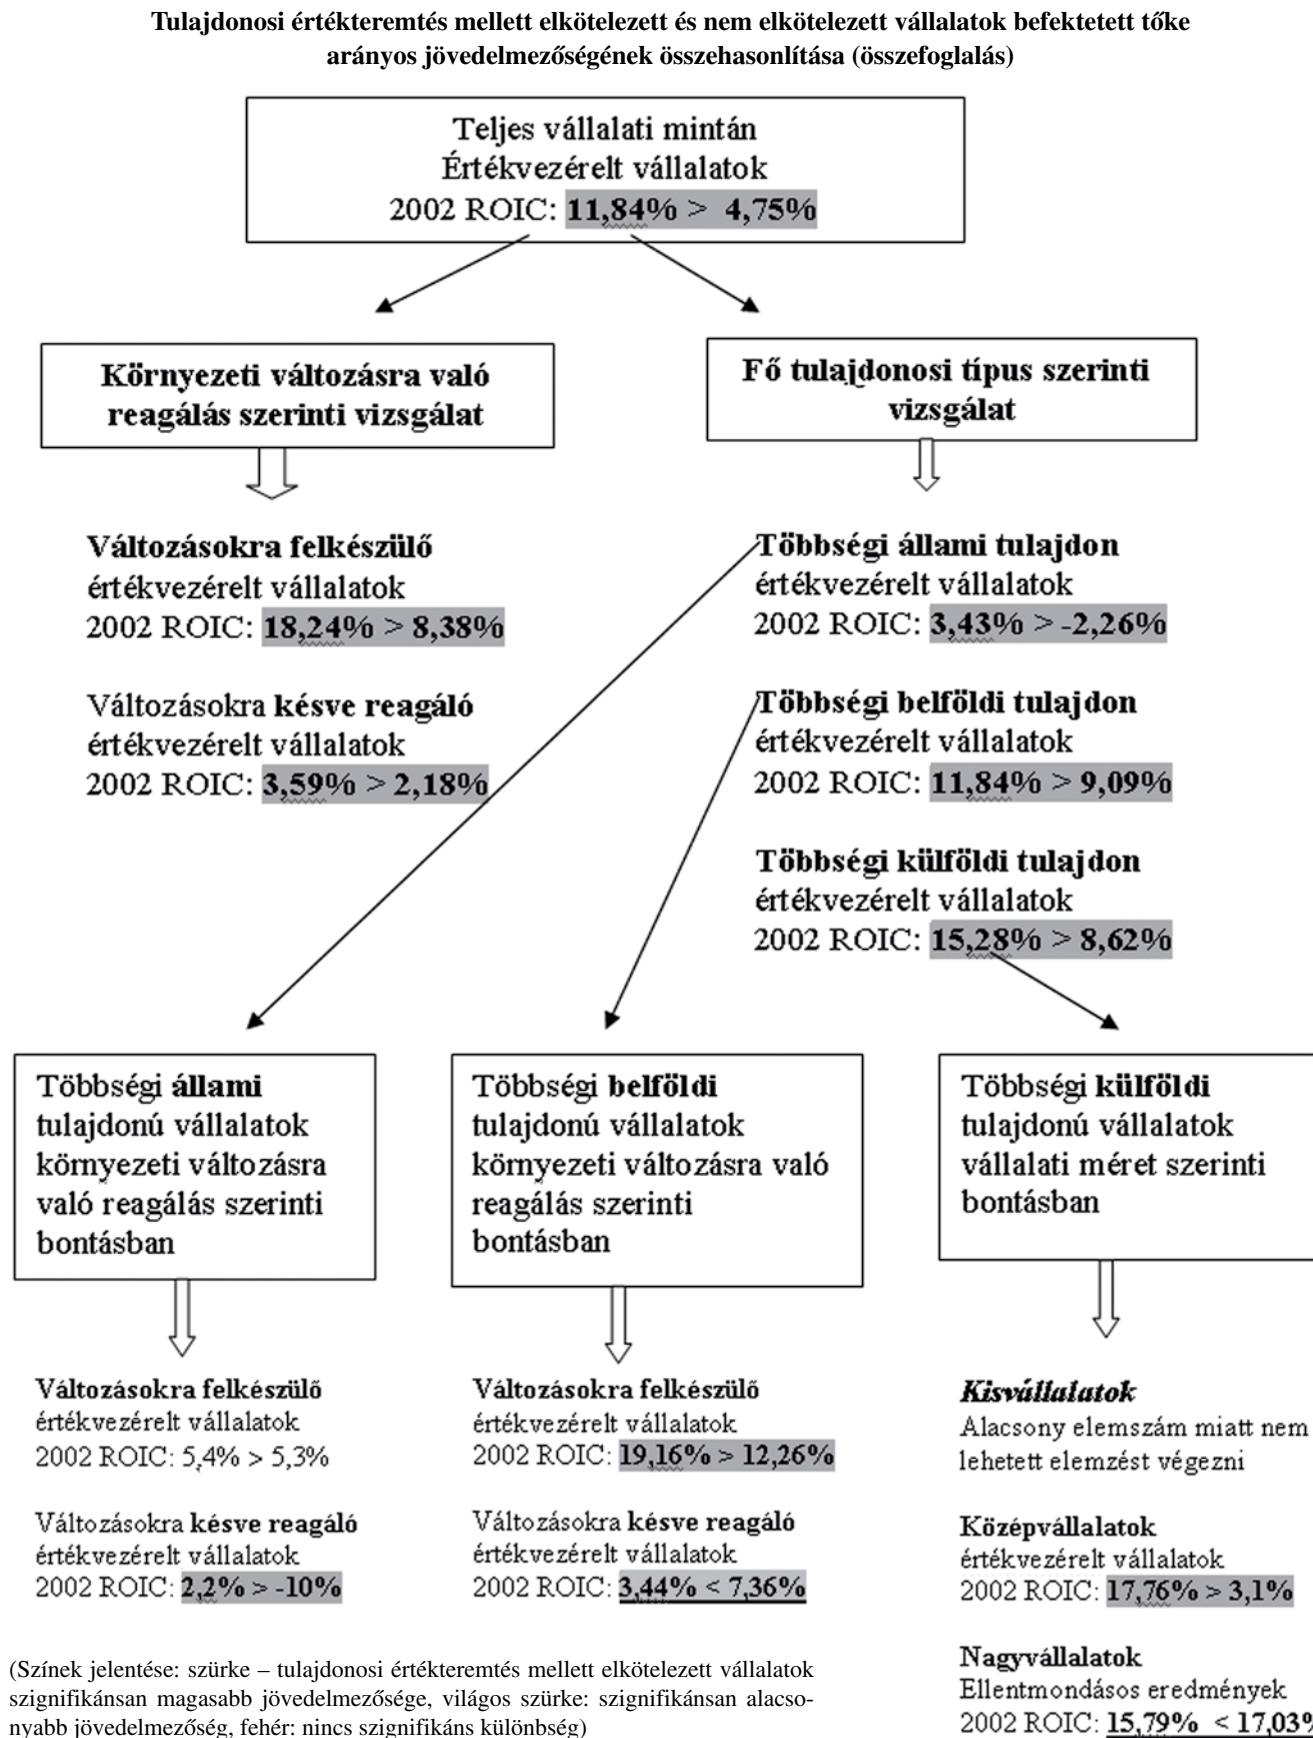 Tulajdonosi értékteremtés mellett elkötelezett és nem elkötelezett vállalatok befektetett tőke
arányos jövedelmezőségének összehasonlítása (összefoglalás)
Teljes vállalati mintán
Értékvezérelt vállalatok
2002 ROIC: 11,84% > 4,75%
Környezeti változásra való
reagálás szerinti vizsgálat
Fő tulajdonosi típus szerinti
vizsgálat
Változásokra felkészülő
értékvezérelt vállalatok
2002 ROIC: 18,24% > 8,38%
Változásokra késve reagáló
értékvezérelt vállalatok
2002 ROIC: 3,59% > 2,18%
Többségi állami tulajdon
értékvezérelt vállalatok
2002 ROIC: 3,43% > -2,26%
Többségi belföldi tulajdon
értékvezérelt vállalatok
2002 ROIC: 11,84% > 9,09%
Többségi külföldi tulajdon
értékvezérelt vállalatok
2002 ROIC: 15,28% > 8,62%
Többségi állami
tulajdonú vállalatok
környezeti változásra
való reagálás szerinti
bontásban
Változásokra felkészülő
értékvezérelt vállalatok
2002 ROIC: 5,4% > 5,3%
Változásokra késve reagáló
értékvezérelt vállalatok
2002 ROIC: 2,2% > -10%
Többségi belföldi
tulajdonú vállalatok
környezeti változásra való
reagálás szerinti
bontásban
Változásokra felkészülő
értékvezérelt vállalatok
2002 ROIC: 19,16% > 12,26%
Változásokra késve reagáló
értékvezérelt vállalatok
2002 ROIC: 3,44% < 7,36%
Többségi külföldi
tulajdonú vállalatok
vállalati méret szerinti
bontásban
Kisvállalatok
Alacsony elemszám miatt nem
lehetett elemzést végezni
Középvállalatok
értékvezérelt vállalatok
2002 ROIC: 17,76% > 3,1%
Nagyvállalatok
Ellentmondásos eredmények
2002 ROIC: 15,79% < 17,03%
(Színek jelentése: szürke – tulajdonosi értékteremtés mellett elkötelezett vállalatok
szignifikánsan magasabb jövedelmezősége, világos szürke: szignifikánsan alacso-
nyabb jövedelmezőség, fehér: nincs szignifikáns különbség)